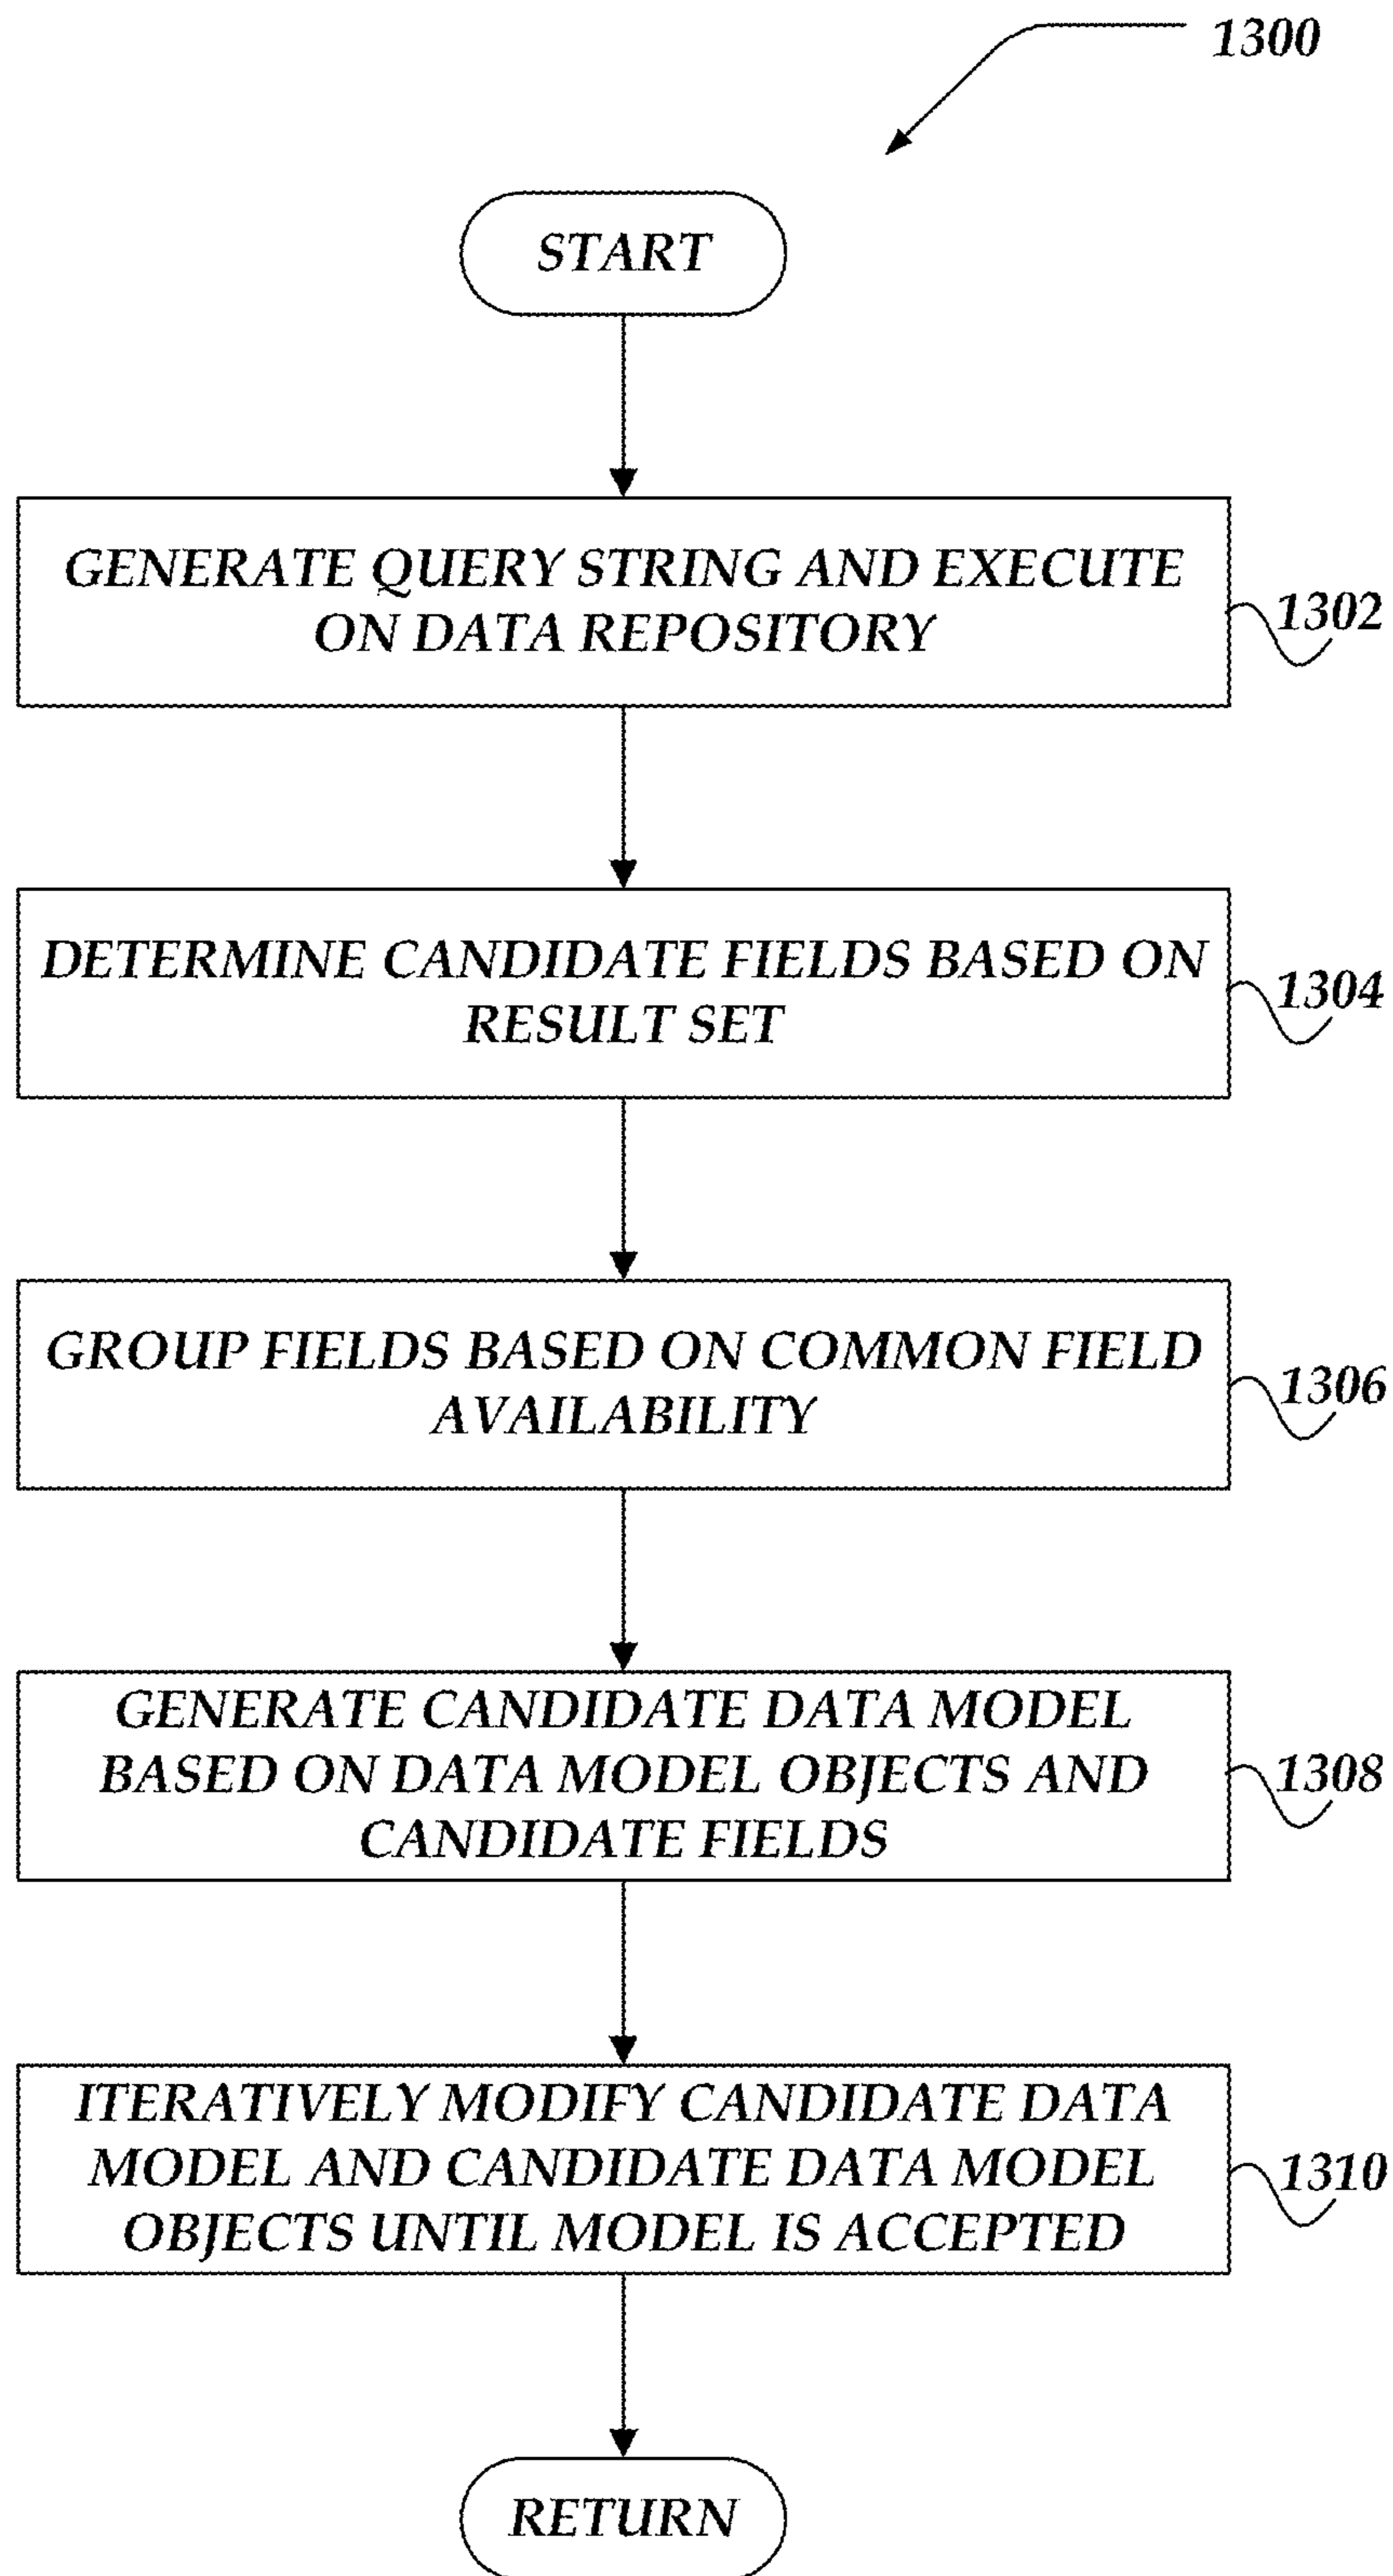 1300
START
GENERATE QUERY STRING AND EXECUTE
ON DATA REPOSITORY
1302
DETERMINE CANDIDATE FIELDS BASED ON
RESULT SET
1304
GROUP FIELDS BASED ON COMMON FIELD
AVAILABILITY
1306
GENERATE CANDIDATE DATA MODEL
BASED ON DATA MODEL OBJECTS AND
CANDIDATE FIELDS
1308
ITERATIVELY MODIFY CANDIDATE DATA
MODEL AND CANDIDATE DATA MODEL
OBJECTS UNTIL MODEL IS ACCEPTED
1310
RETURN